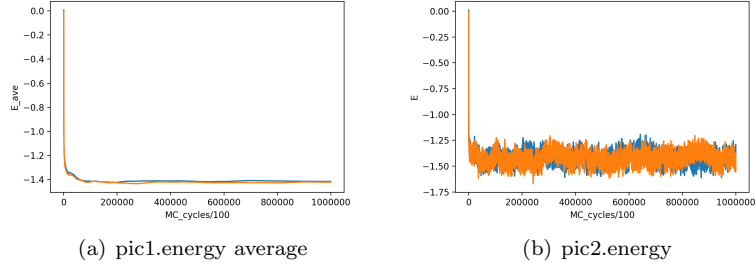 0.0
−0.2
−0.4
−0.6
−0.8
−1.0
−1.2
−1.4
E_ave
0 200000 400000 600000 800000 1000000
MC_cycles/100
(a) pic1.energy average
0.00
−0.25
−0.50
−0.75
−1.00
−1.25
−1.50
−1.75
E
0 200000 400000 600000 800000 1000000
MC_cycles/100
(b) pic2.energy